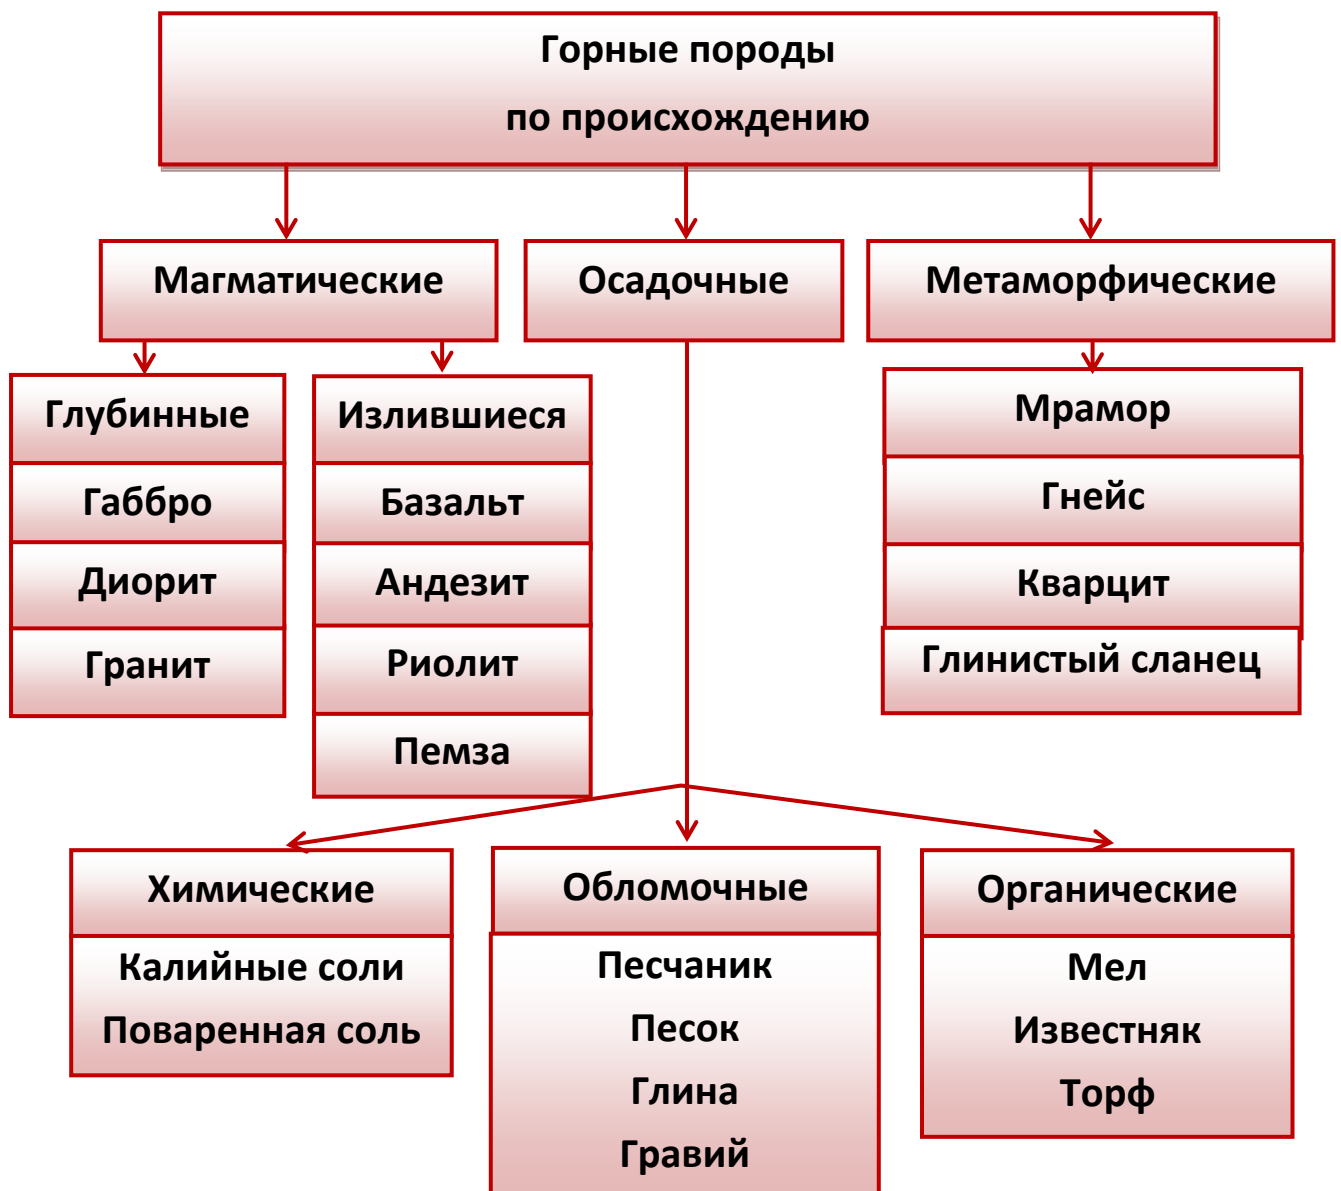 Горные породы
по происхождению
Магматические
Осадочные
Метаморфические
Глубинные
Габбро
Диорит
Гранит
Излившиеся
Базальт
Андезит
Риолит
Пемза
Мрамор
Гнейс
Кварцит
Глинистый сланец
Химические
Калийные соли
Поваренная соль
Обломочные
Песчаник
Песок
Глина
Гравий
Органические
Мел
Известняк
Торф